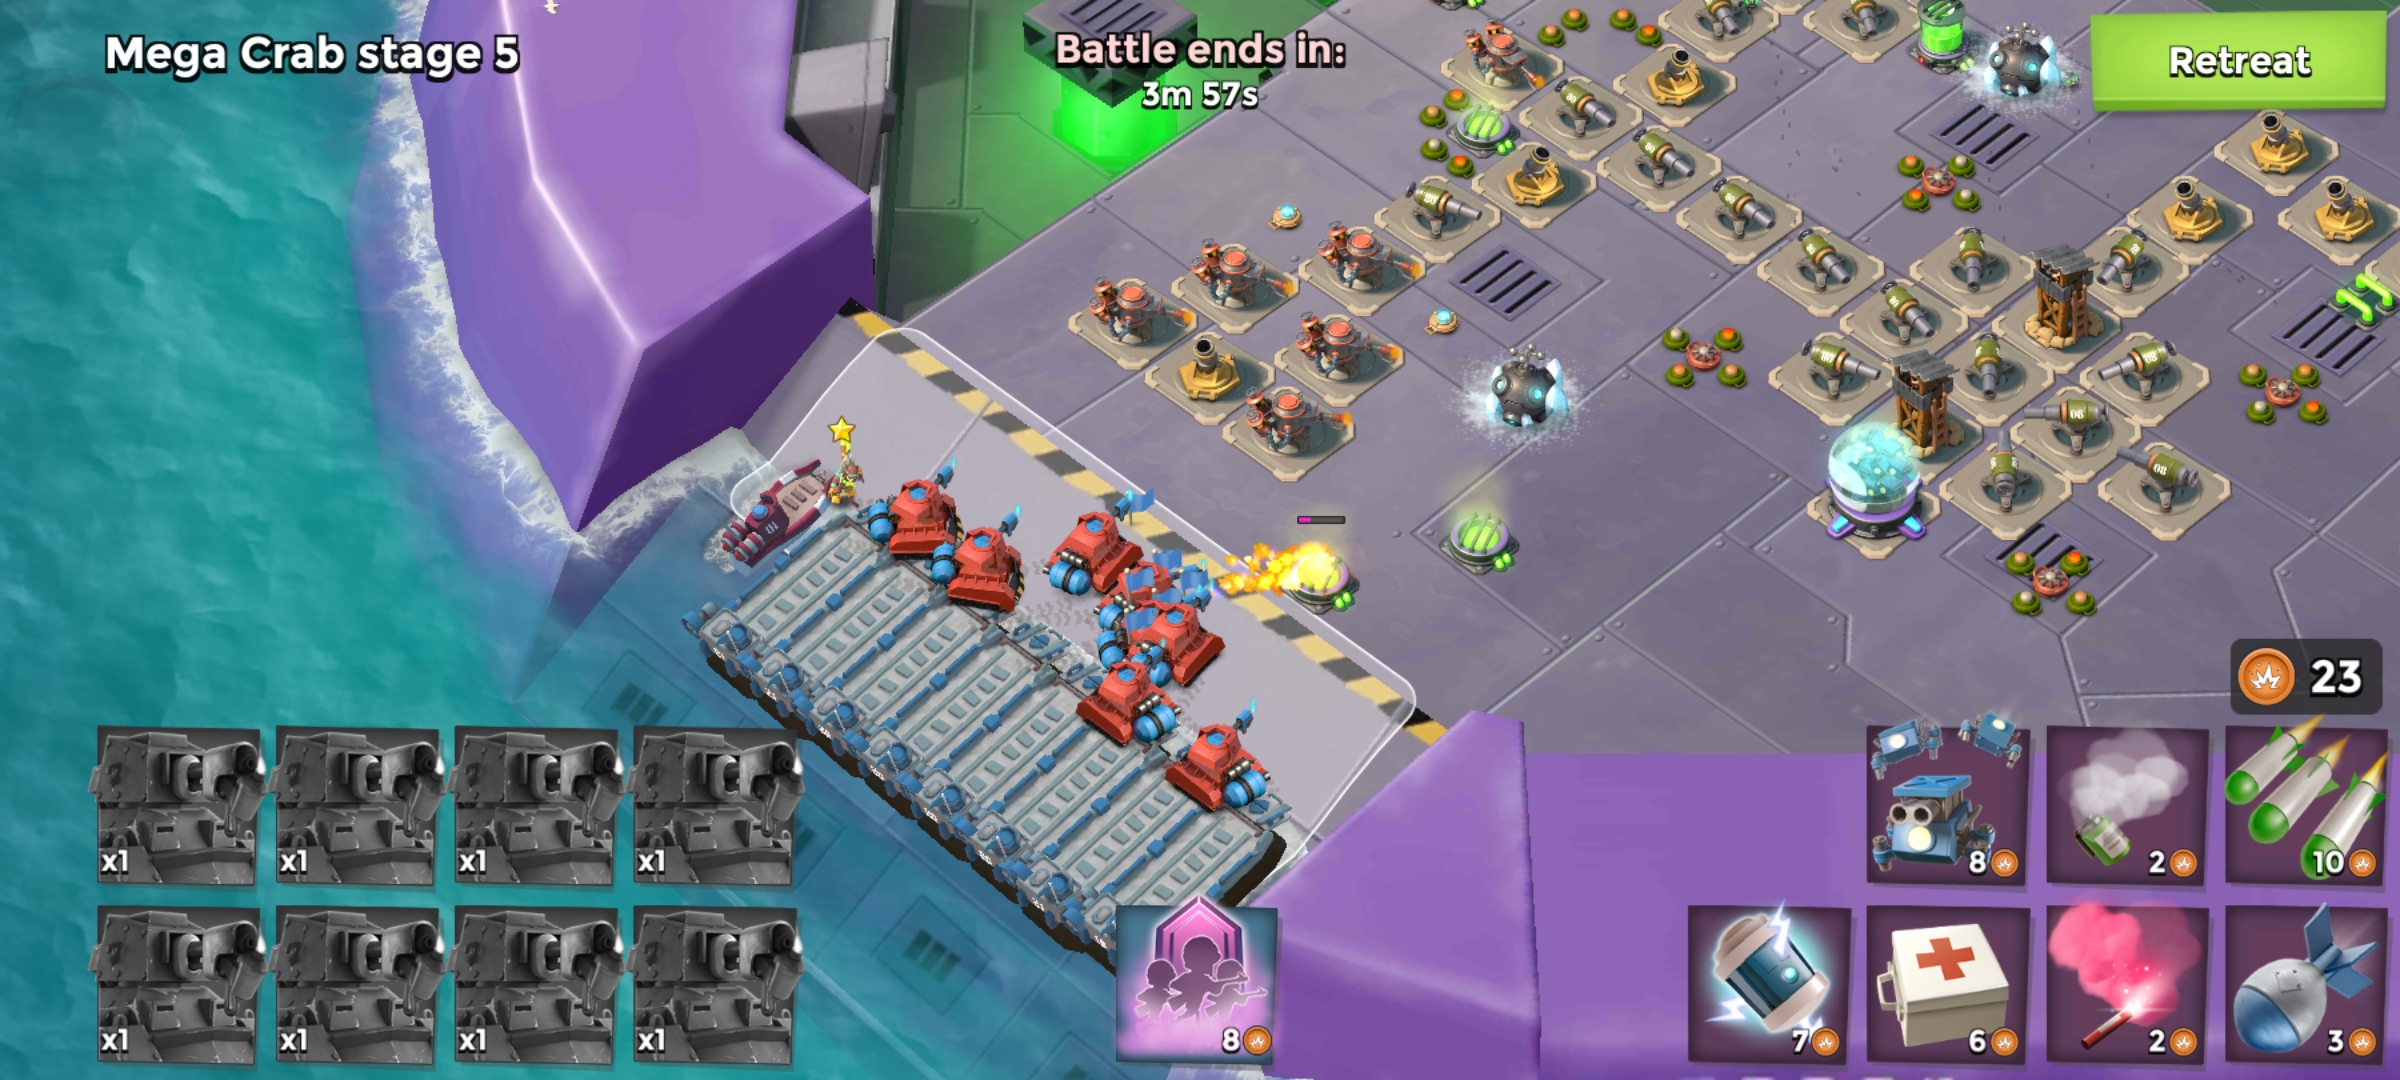 Mega Crab stage 5
Battle ends in:
3m 57s
Retreat
23
x1
x1
x1
x1
8
2
10
x1
x1
x1
x1
8
7
6
2
3